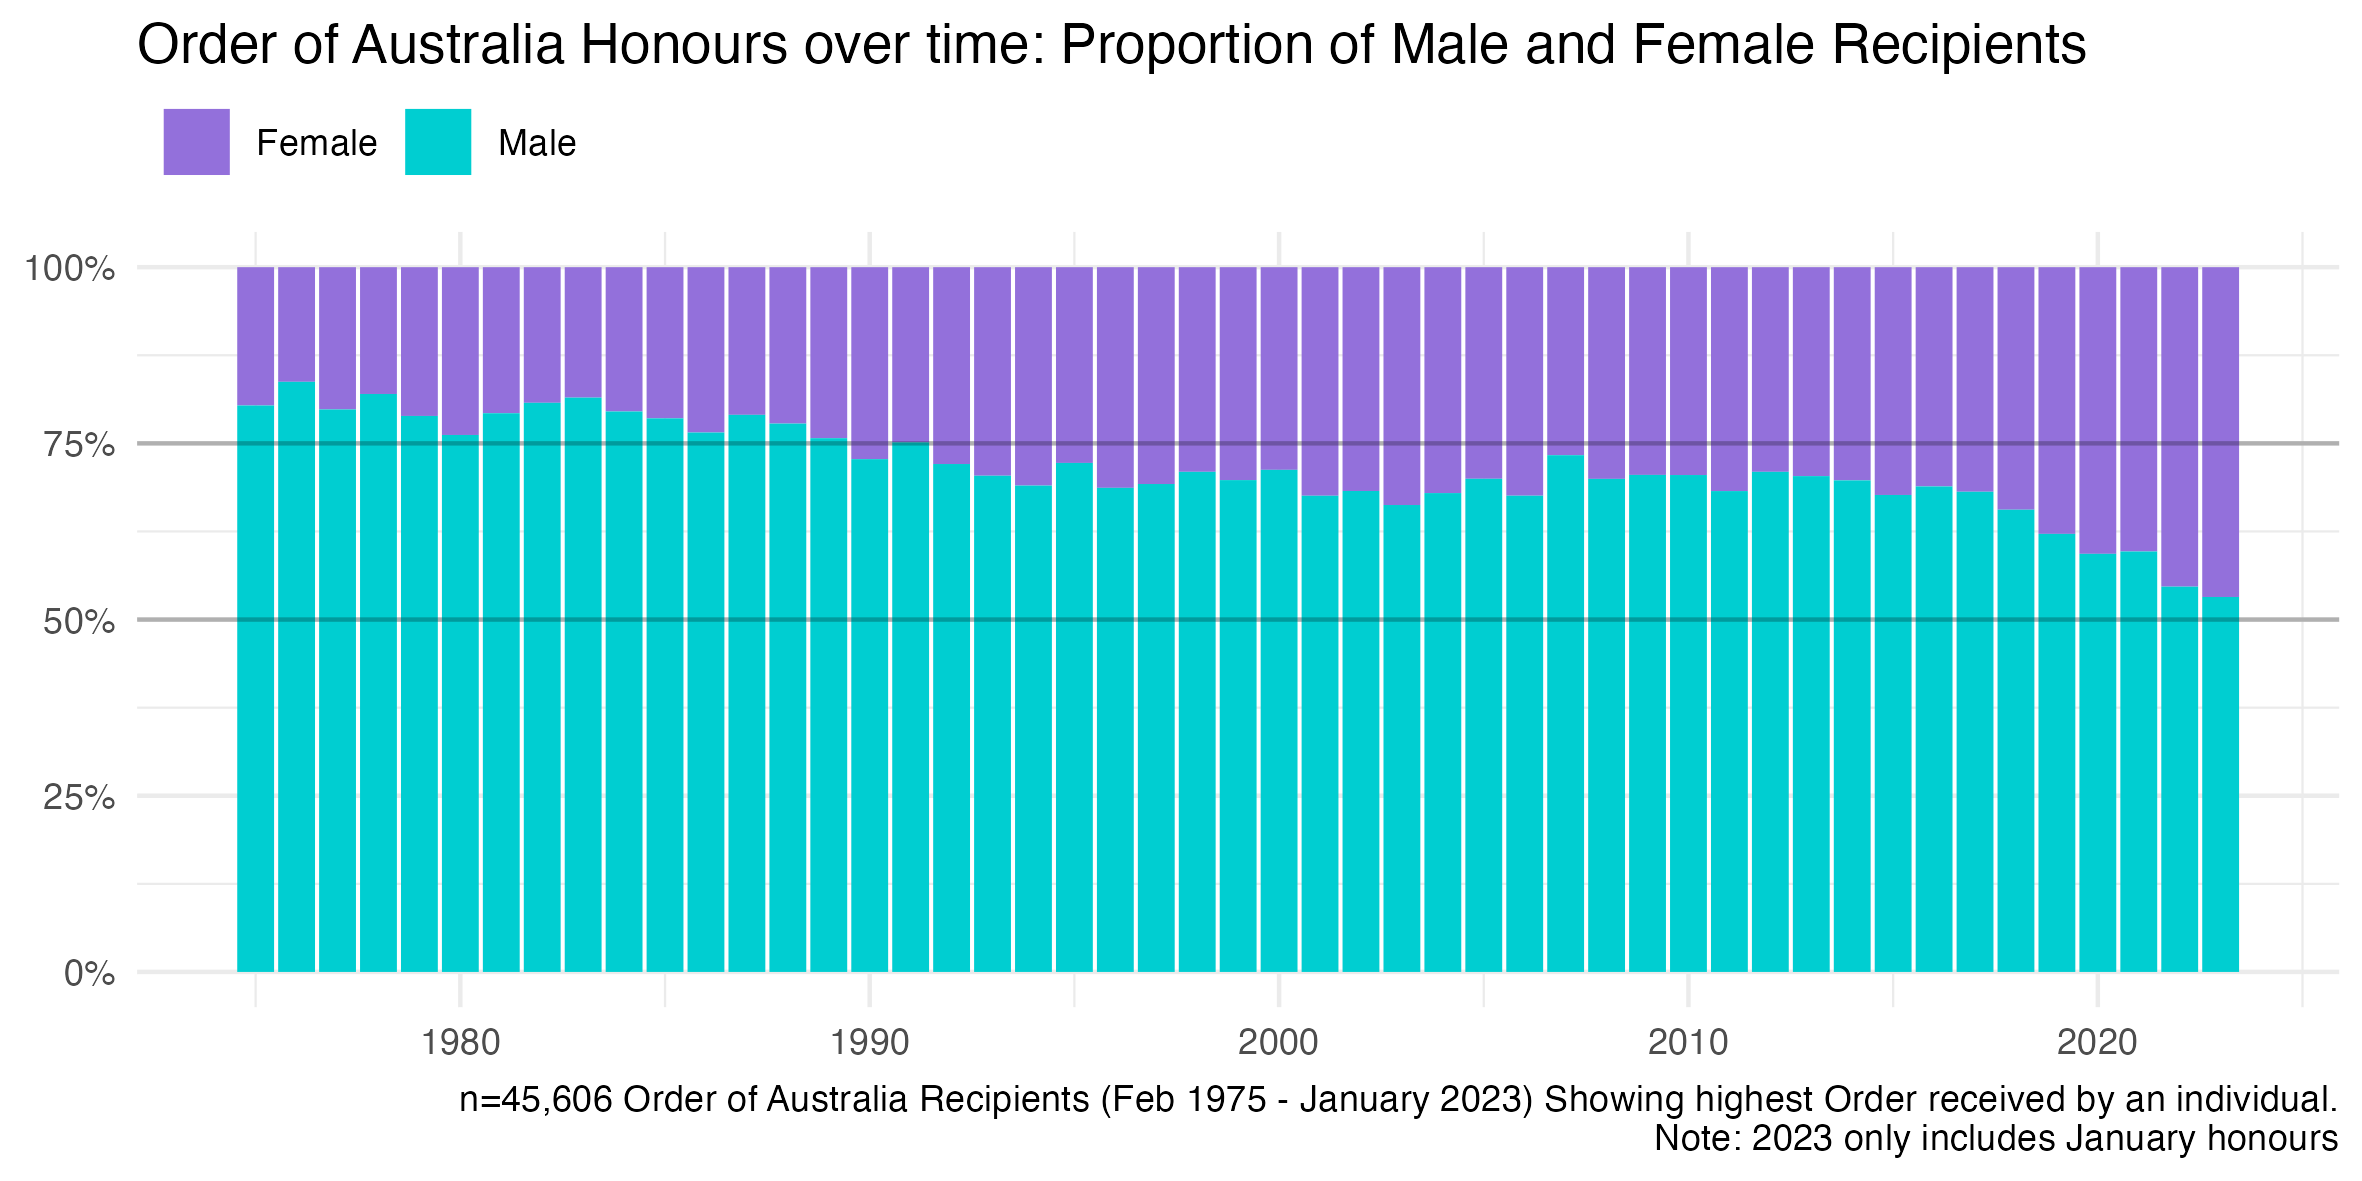 Order of Australia Honours over time: Proportion of Male and Female Recipients
Female Male
100%
75%
50%
25%
0%
1980 1990 2000 2010 2020
n=45,606 Order of Australia Recipients (Feb 1975 - January 2023) Showing highest Order received by an individual.
Note: 2023 only includes January honours